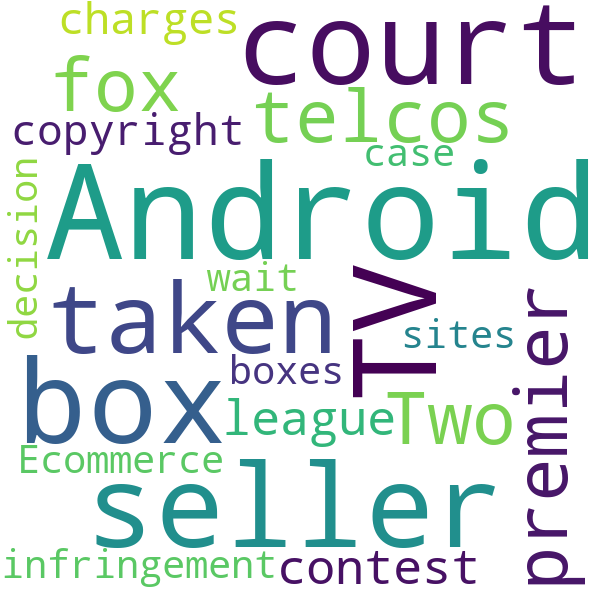 charges
court
fox
telcos
copyright
case
decision
Android
wait
taken
TV
sites
boxes
box
league
Two
premier
Ecommerce
seller
infringement
contest